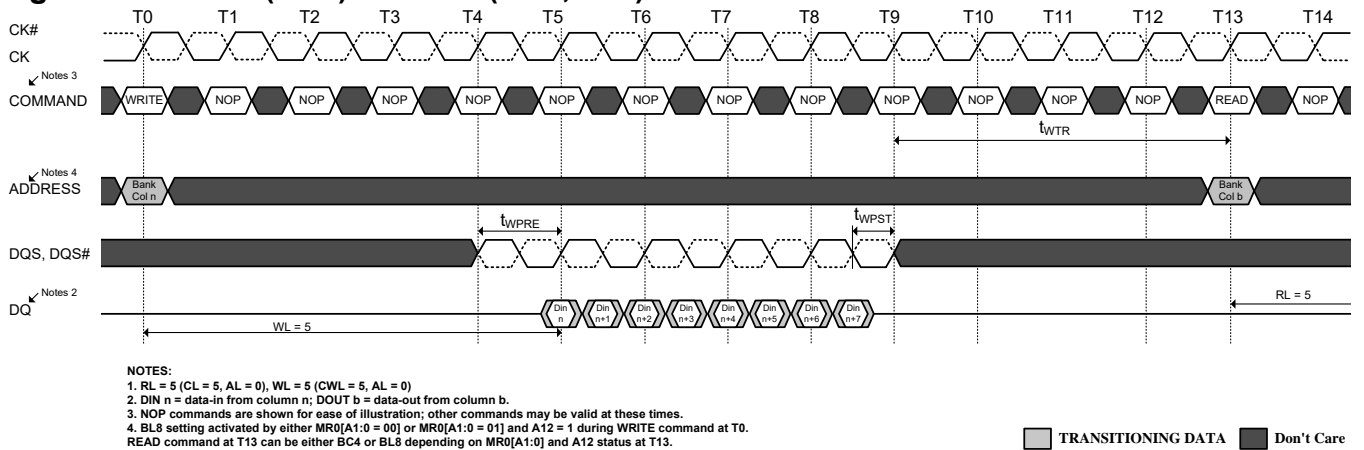 T0 T1 T2 T3 T4 T5 T6 T7 T8 T9 T10 T11 T12 T13 T14
CK#
CK
Notes 3
COMMAND WRITE NOP NOP NOP NOP NOP NOP NOP NOP NOP NOP NOP NOP READ NOP
tWTR
Notes 4
ADDRESS
Bank Col n
Bank Col b
tWPRE
tWPST
DQS, DQS#
Notes 2
DQ
Din n
Din n+1
Din n+2
Din n+3
Din n+4
Din n+5
Din n+6
Din n+7
RL = 5
WL = 5
NOTES:
1. RL = 5 (CL = 5, AL = 0), WL = 5 (CWL = 5, AL = 0)
2. DIN n = data-in from column n; DOUT b = data-out from column b.
3. NOP commands are shown for ease of illustration; other commands may be valid at these times.
4. BL8 setting activated by either MR0[A1:0 = 00] or MR0[A1:0 = 01] and A12 = 1 during WRITE command at T0.
READ command at T13 can be either BC4 or BL8 depending on MR0[A1:0] and A12 status at T13.
TRANSITIONING DATA
Don't Care